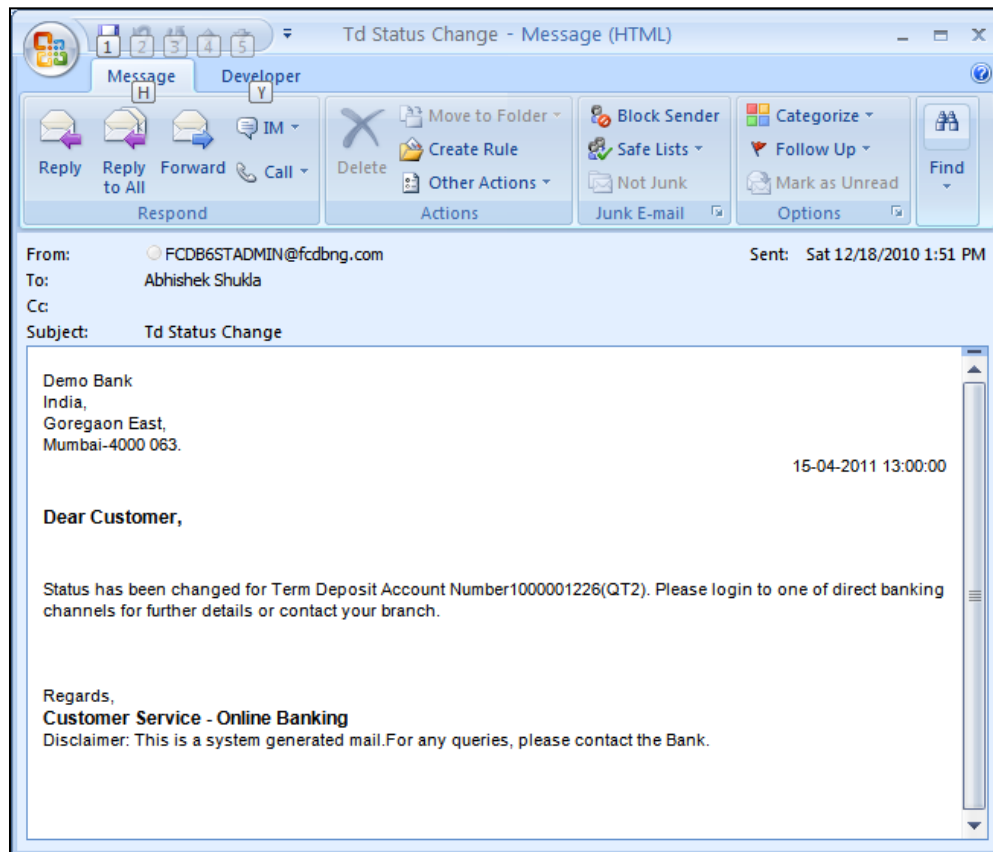 1 2 3 4 5 Td Status Change - Message (HTML)
Message Developer
H Y
Reply Reply to All Forward IM Call
Respond
Delete Move to Folder Create Rule Other Actions
Actions
Block Sender Safe Lists Not Junk
Junk E-mail
Categorize Follow Up Mark as Unread
Options
Find
From: FCDB6STADMIN@fcdbng.com Sent: Sat 12/18/2010 1:51 PM
To: Abhishek Shukla
Cc:
Subject: Td Status Change
Demo Bank
India,
Goregaon East,
Mumbai-4000 063.
15-04-2011 13:00:00
Dear Customer,
Status has been changed for Term Deposit Account Number1000001226(QT2). Please login to one of direct banking
channels for further details or contact your branch.
Regards,
Customer Service - Online Banking
Disclaimer: This is a system generated mail.For any queries, please contact the Bank.